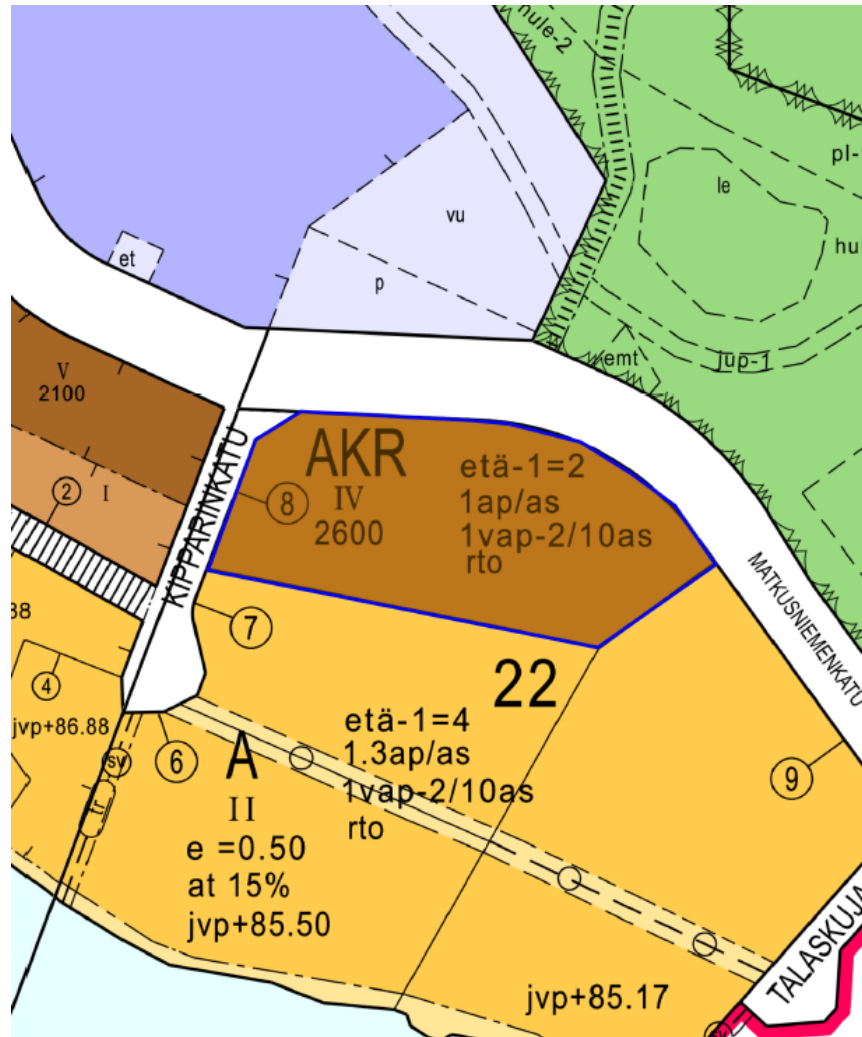 hule-2
pl-
le
hu
vu
et
p
emt
jup-1
V
2100
AKR
IV
2600
etä-1=2
1ap/as
1vap-2/10as
rto
8
2
I
KIPPARINKATU
MATKUSNIEMENKATU
88
7
22
4
jvp+86.88
etä-1=4
1.3ap/as
1vap-2/10as
rto
6
A
II
e =0.50
at 15%
jvp+85.50
9
sv
fr
TALASKUJA
jvp+85.17
sv